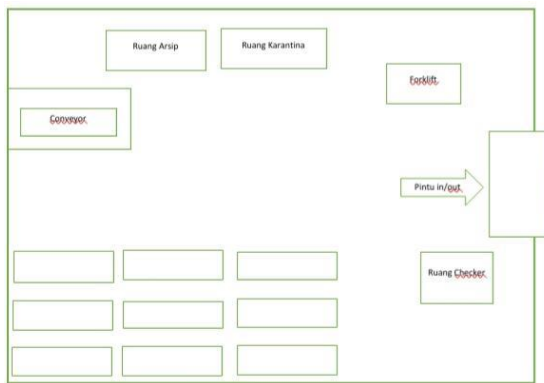 Ruang Arsip
Ruang Karantina
Forklift
Conveyor
Pintu in/out
Ruang Checker